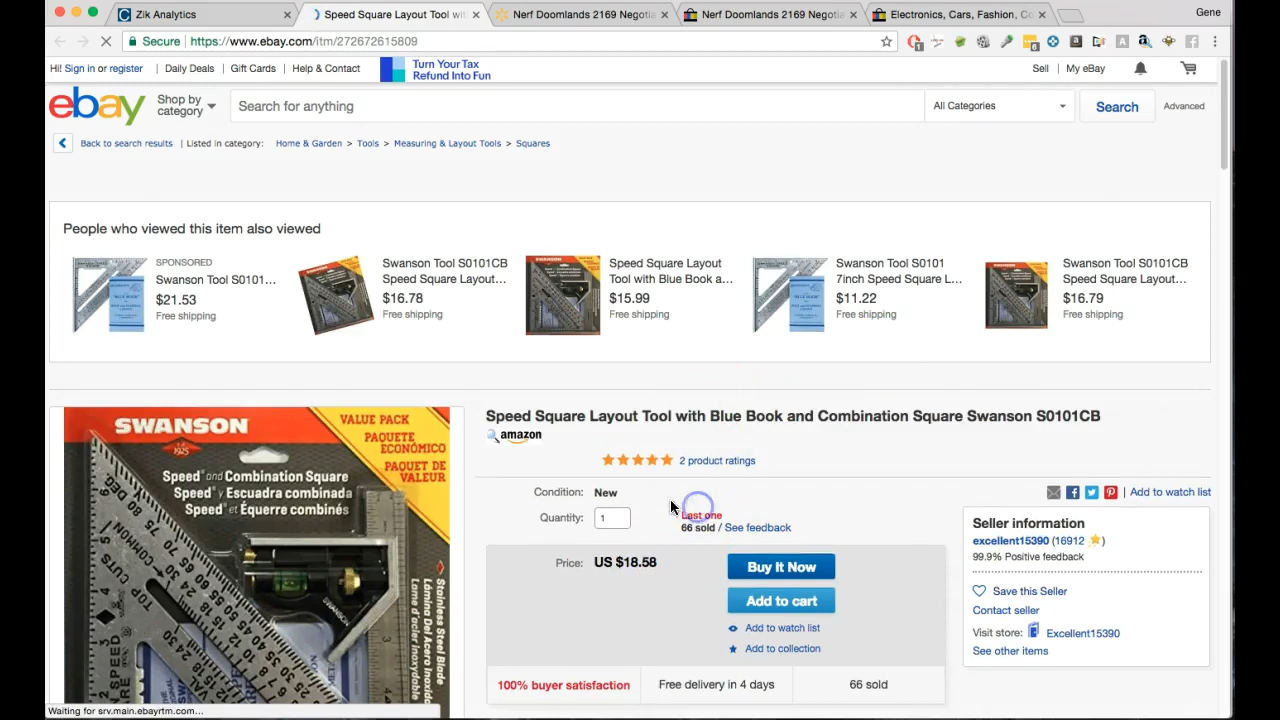 Zik Analytics
Speed Square Layout Tool with
Nerf Doomlands 2169 Negotia
Nerf Doomlands 2169 Negotia
Electronics, Cars, Fashion, Co
Gene
Secure
https://www.ebay.com/itm/272672615809
Hi! Sign in or register
Daily Deals
Gift Cards
Help & Contact
Turn Your Tax
Refund Into Fun
Sell
My eBay
ebay
Shop by
category
Search for anything
All Categories
Search
Advanced
Back to search results
Listed in category:
Home & Garden > Tools > Measuring & Layout Tools > Squares
People who viewed this item also viewed
SPONSORED
Swanson Tool S0101...
$21.53
Free shipping
Swanson Tool S0101CB
Speed Square Layout...
$16.78
Free shipping
Speed Square Layout
Tool with Blue Book a...
$15.99
Free shipping
Swanson Tool S0101
7inch Speed Square L...
$11.22
Free shipping
Swanson Tool S0101CB
Speed Square Layout...
$16.79
Free shipping
SWANSON
1925
VALUE PACK
PAQUETE
ECONÓMICO
PAQUET DE
VALEUR
Speed® and Combination Square
Speed® y Escuadra combinada
Speed® et Équerre combinés
Stainless Steel Blade
Lámina Del Acero Inoxidable
Speed Square Layout Tool with Blue Book and Combination Square Swanson S0101CB
amazon
2 product ratings
Condition: New
Quantity: 1
Last one
66 sold / See feedback
Price: US $18.58
Buy It Now
Add to cart
Add to watch list
Add to collection
100% buyer satisfaction
Free delivery in 4 days
66 sold
Add to watch list
Seller information
excellent15390 (16912 )
99.9% Positive feedback
Save this Seller
Contact seller
Visit store: Excellent15390
See other items
Waiting for srv.main.ebayrtm.com...